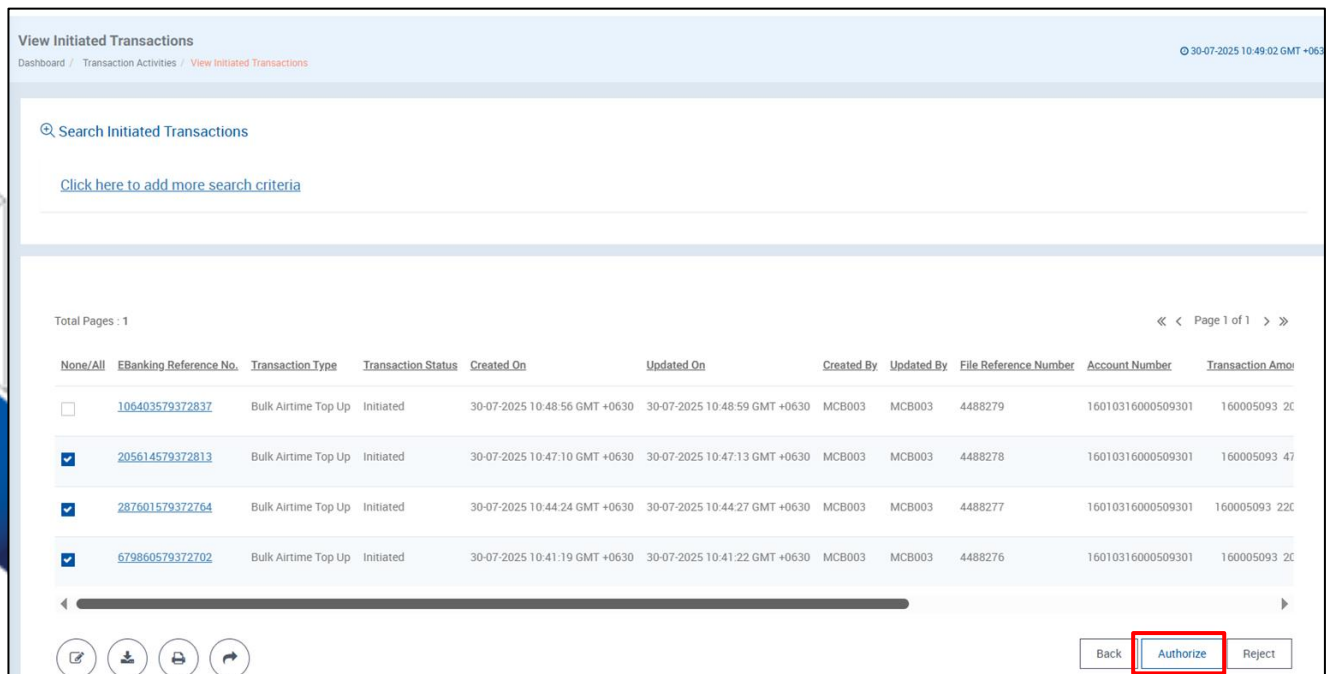 View Initiated Transactions
Dashboard / Transaction Activities / View Initiated Transactions
30-07-2025 10:49:02 GMT +063
Search Initiated Transactions
Click here to add more search criteria
Total Pages : 1
« < Page 1 of 1 > »
None/All EBanking Reference No. Transaction Type Transaction Status Created On Updated On Created By Updated By File Reference Number Account Number Transaction Amou
106403579372837 Bulk Airtime Top Up Initiated 30-07-2025 10:48:56 GMT +0630 30-07-2025 10:48:59 GMT +0630 MCB003 MCB003 4488279 16010316000509301 160005093 20
205614579372813 Bulk Airtime Top Up Initiated 30-07-2025 10:47:10 GMT +0630 30-07-2025 10:47:13 GMT +0630 MCB003 MCB003 4488278 16010316000509301 160005093 47
287601579372764 Bulk Airtime Top Up Initiated 30-07-2025 10:44:24 GMT +0630 30-07-2025 10:44:27 GMT +0630 MCB003 MCB003 4488277 16010316000509301 160005093 220
679860579372702 Bulk Airtime Top Up Initiated 30-07-2025 10:41:19 GMT +0630 30-07-2025 10:41:22 GMT +0630 MCB003 MCB003 4488276 16010316000509301 160005093 20
Back Authorize Reject